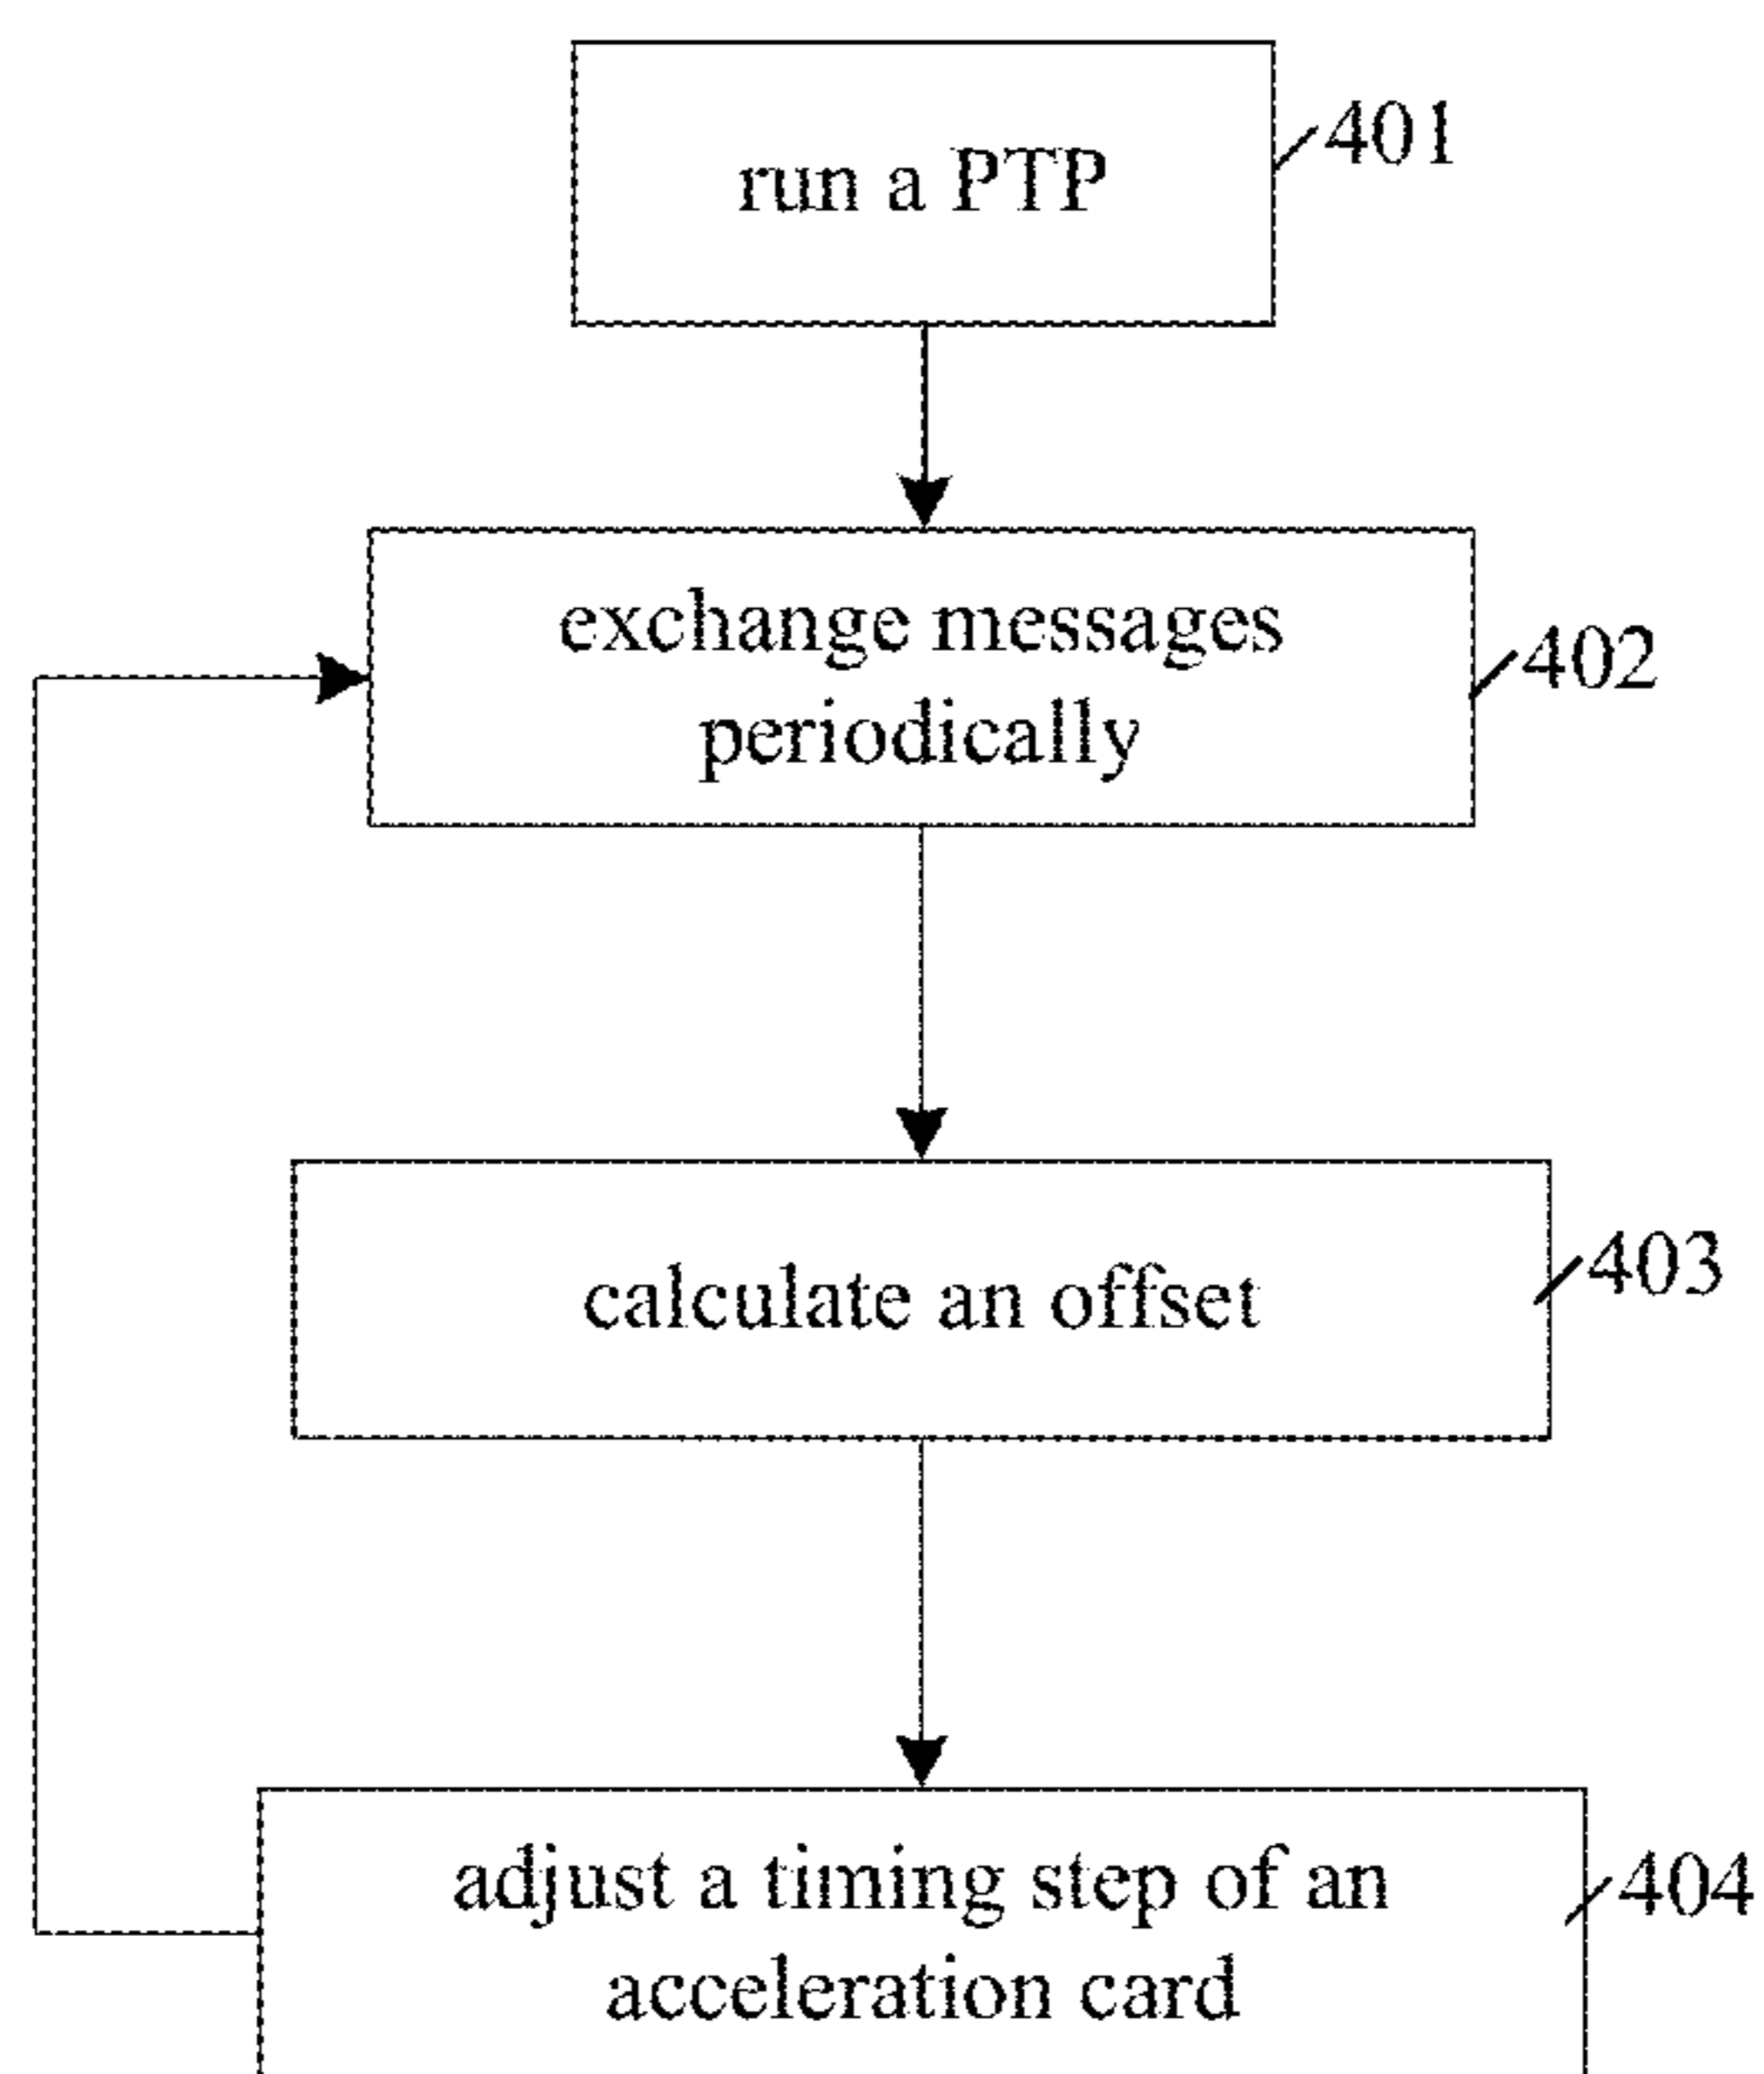 run a PTP
401
exchange messages
periodically
402
calculate an offset
403
adjust a timing step of an
acceleration card
404